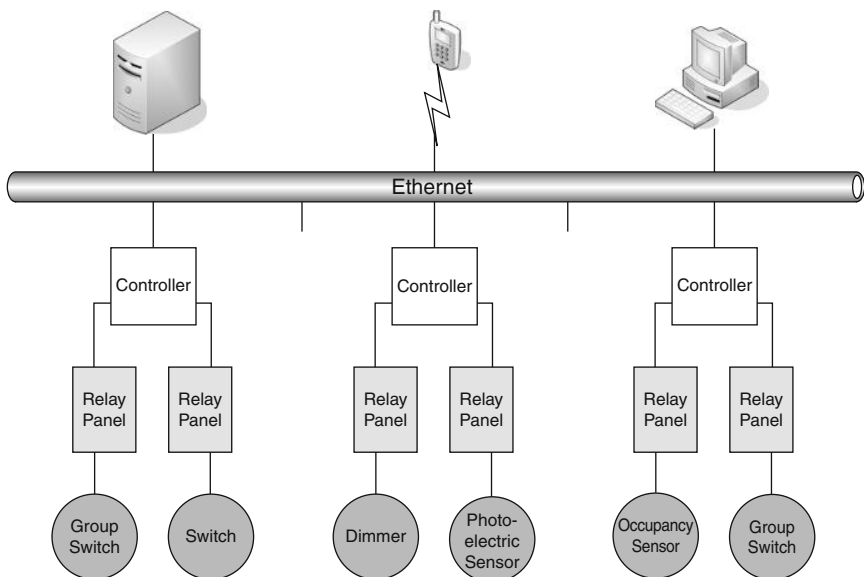 Ethernet
Controller
Controller
Controller
Relay
Panel
Relay
Panel
Relay
Panel
Relay
Panel
Relay
Panel
Relay
Panel
Group
Switch
Switch
Dimmer
Photo-
electric
Sensor
Occupancy
Sensor
Group
Switch